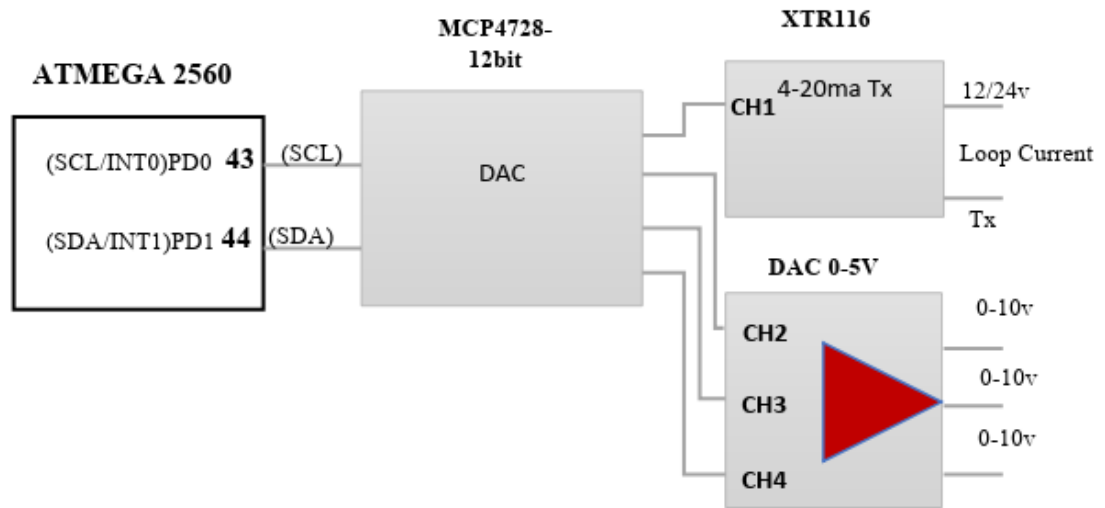 ATMEGA 2560
(SCL/INT0)PD0 43
(SCL)
(SDA/INT1)PD1 44
(SDA)
MCP4728-
12bit
DAC
XTR116
4-20ma Tx
CH1
12/24v
Loop Current
Tx
DAC 0-5V
CH2
CH3
CH4
0-10v
0-10v
0-10v